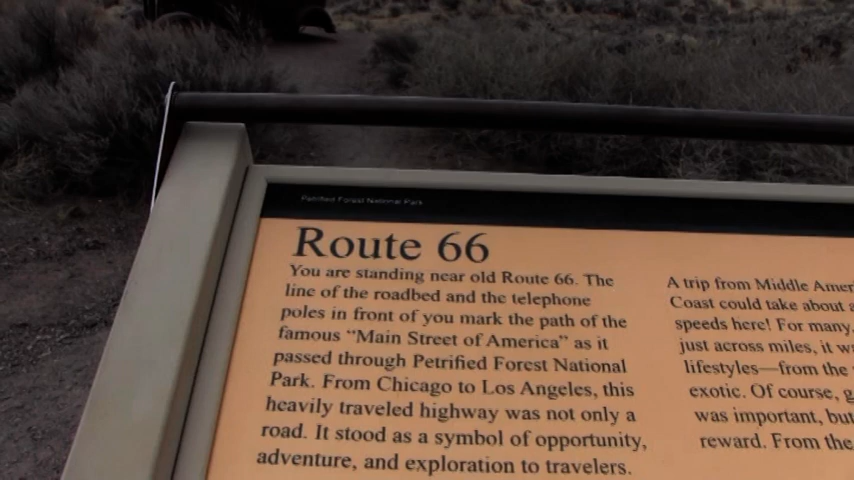 Petrified Forest National Park
Route 66
You are standing near old Route 66. The
line of the roadbed and the telephone
poles in front of you mark the path of the
famous “Main Street of America” as it
passed through Petrified Forest National
Park. From Chicago to Los Angeles, this
heavily traveled highway was not only a
road. It stood as a symbol of opportunity,
adventure, and exploration to travelers.
A trip from Middle Amer
Coast could take about a
speeds here! For many,
just across miles, it w
lifestyles—from the
exotic. Of course, g
was important, but
reward. From the